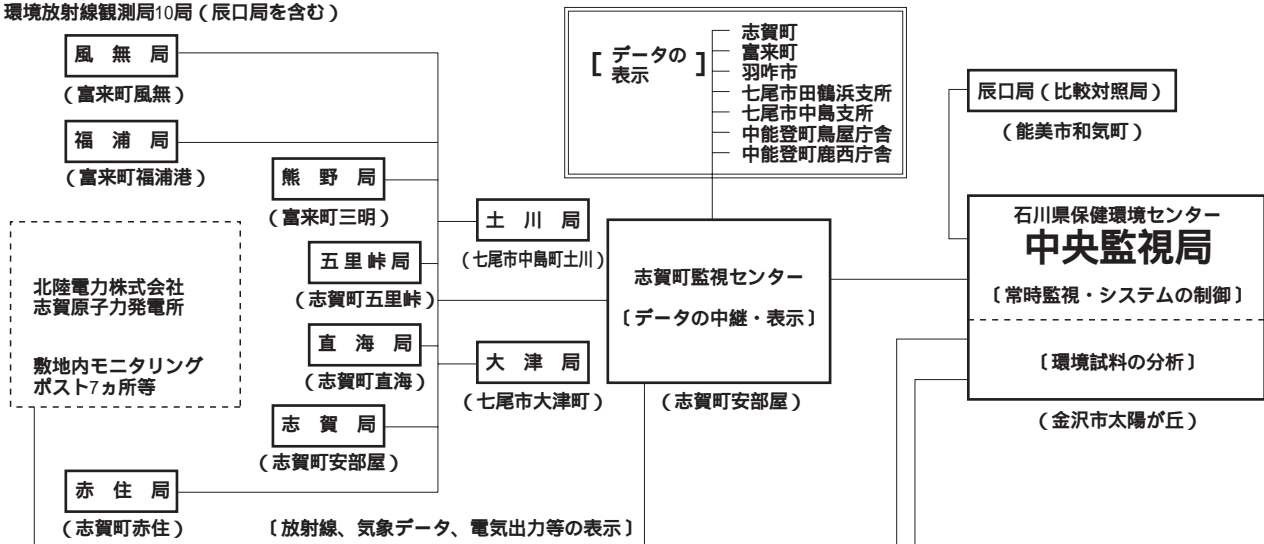 環境放射線観測局10局(辰口局を含む)
風無局
(富来町風無)
福浦局
(富来町福浦港)
熊野局
(富来町三明)
土川局
(七尾市中島町土川)
五里峠局
(志賀町五里峠)
直海局
(志賀町直海)
大津局
(七尾市大津町)
志賀局
(志賀町安部屋)
赤住局
(志賀町赤住)
北陸電力株式会社
志賀原子力発電所
敷地内モニタリング
ポスト7ヵ所等
〔放射線、気象データ、電気出力等の表示〕
[データの
表示]
志賀町
富来町
羽咋市
七尾市田鶴浜支所
七尾市中島支所
中能登町鳥屋庁舎
中能登町鹿西庁舎
志賀町監視センター
〔データの中継・表示〕
(志賀町安部屋)
辰口局(比較対照局)
(能美市和気町)
石川県保健環境センター
中央監視局
〔常時監視・システムの制御〕
〔環境試料の分析〕
(金沢市太陽が丘)